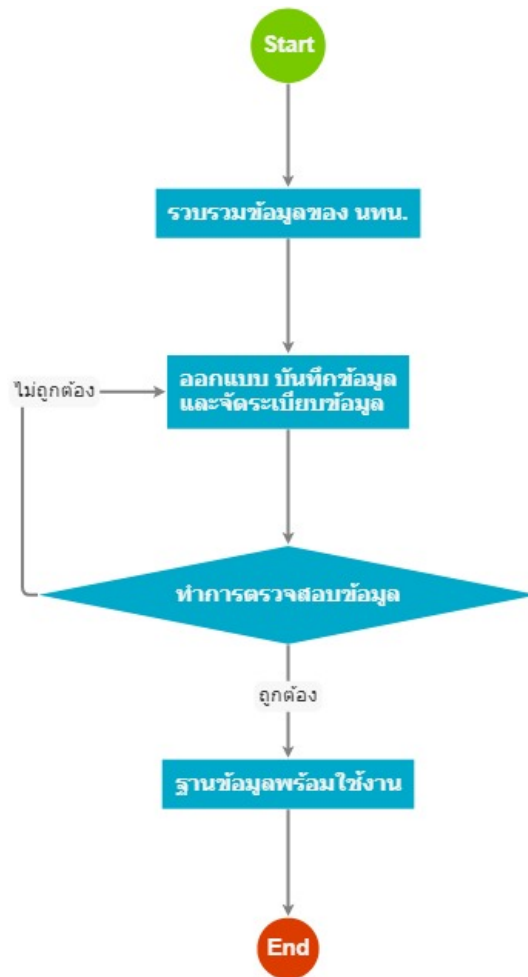 Start
รวบรวมข้อมูลของ นทน.
ออกแบบ บันทึกข้อมูล
และจัดระเบียบข้อมูล
ไม่ถูกต้อง
ทำการตรวจสอบข้อมูล
ถูกต้อง
ฐานข้อมูลพร้อมใช้งาน
End